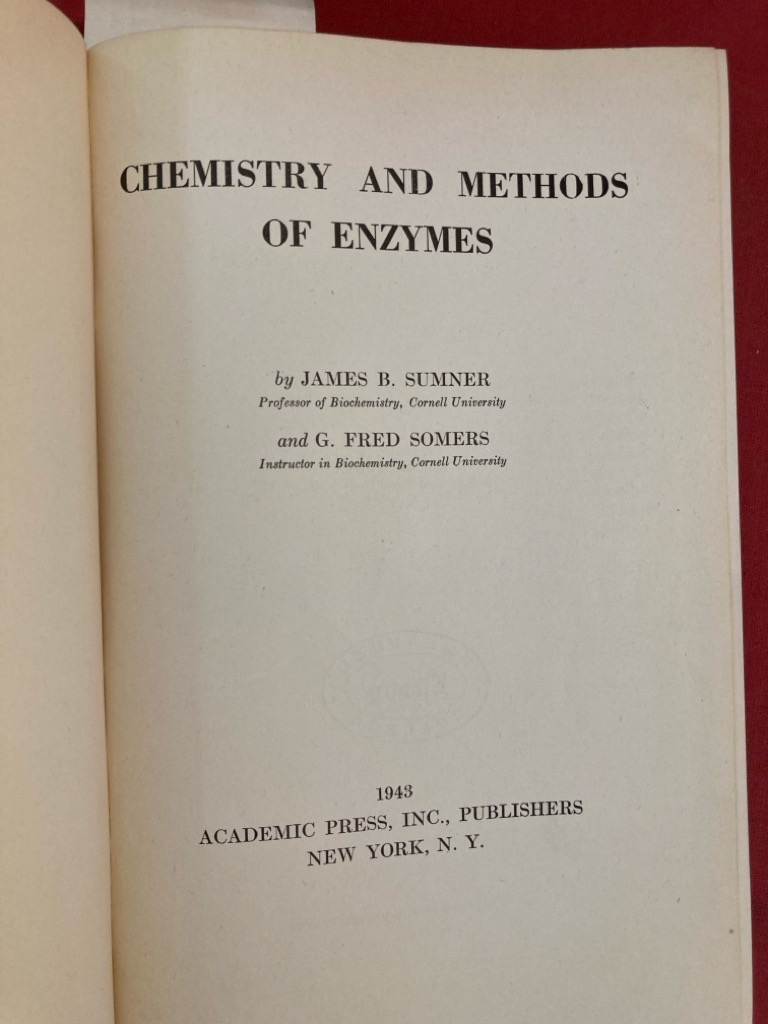 CHEMISTRY AND METHODS
OF ENZYMES
by JAMES B. SUMNER
Professor of Biochemistry, Cornell University
and G. FRED SOMERS
Instructor in Biochemistry, Cornell University
1943
ACADEMIC PRESS, INC., PUBLISHERS
NEW YORK, N. Y.